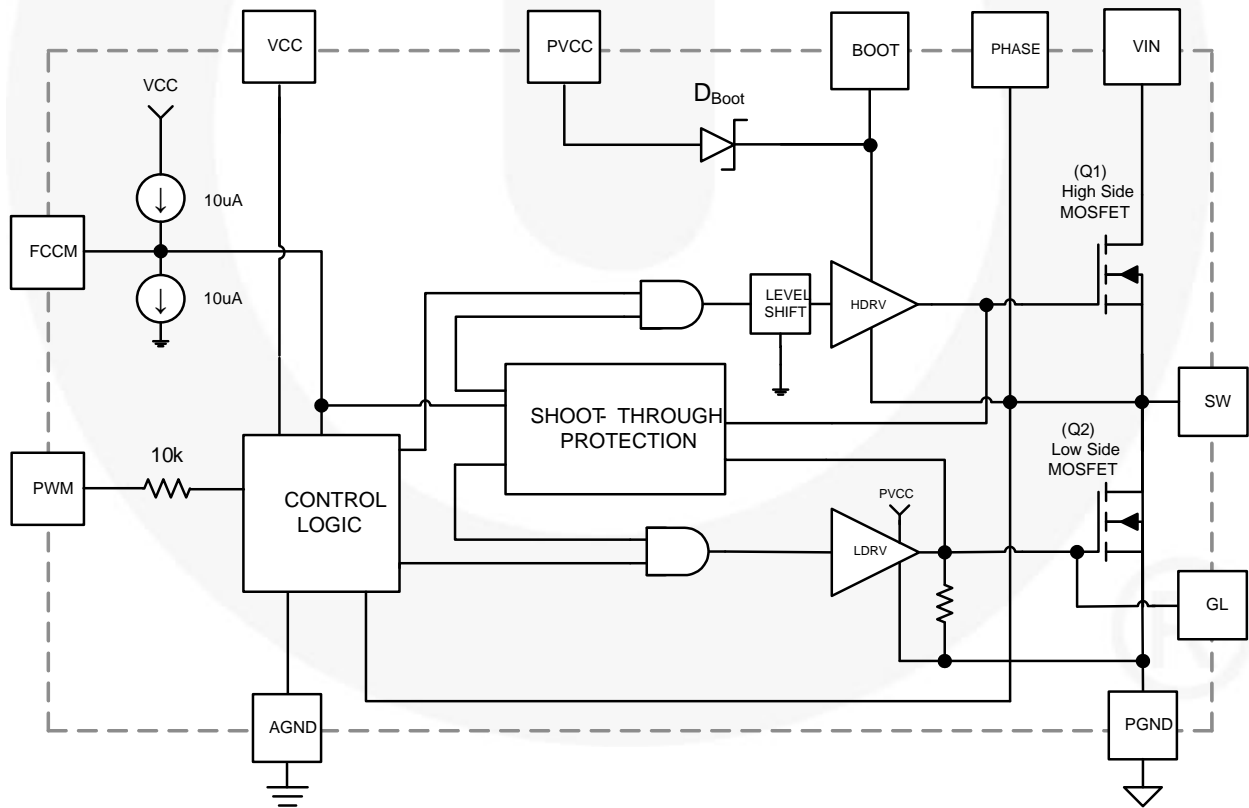 VCC
PVCC
BOOT
PHASE
VIN
VCC
DBoot
10uA
(Q1)
High Side
MOSFET
FCCM
10uA
LEVEL
SHIFT
HDRV
SHOOT- THROUGH
PROTECTION
SW
(Q2)
Low Side
MOSFET
PWM
10k
CONTROL
LOGIC
PVCC
LDRV
GL
AGND
PGND
®